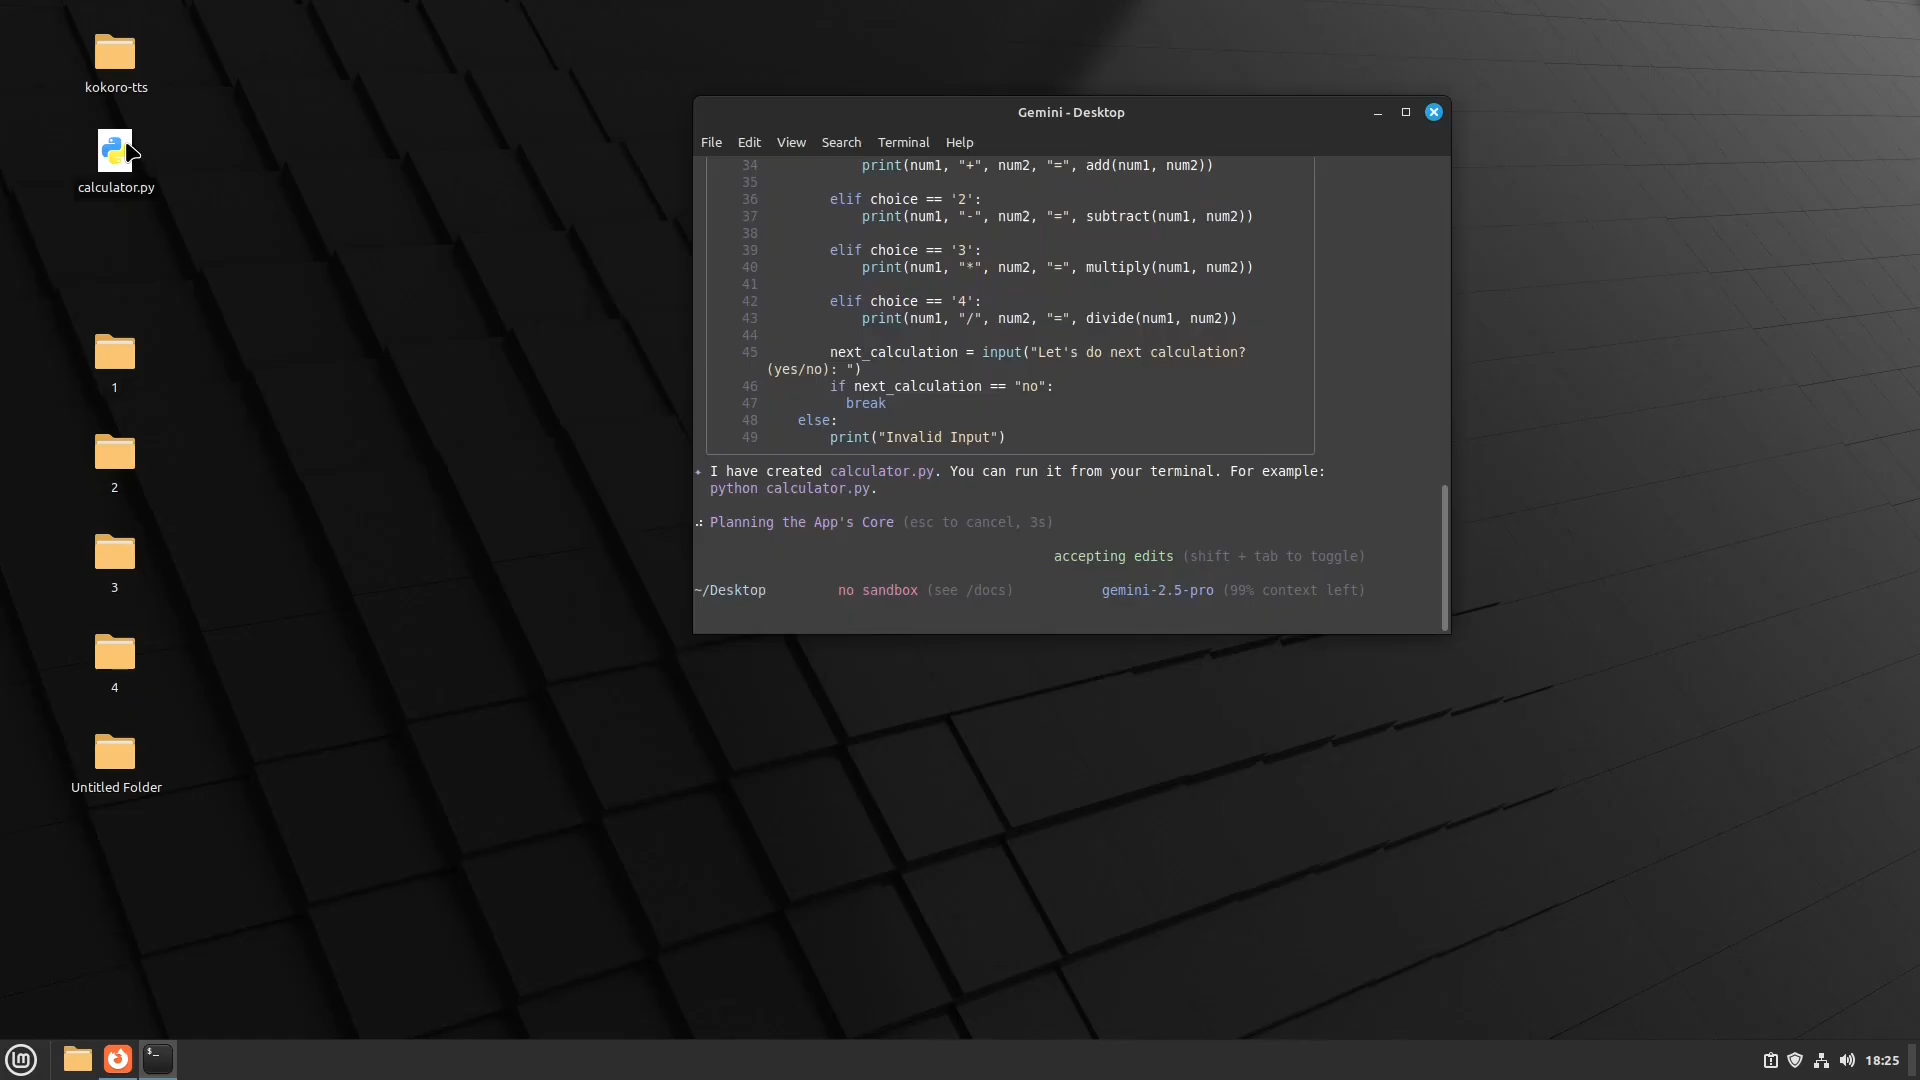 kokoro-tts
calculator.py
1
2
3
4
Untitled Folder
Gemini - Desktop
File Edit View Search Terminal Help
34 print(num1, "+", num2, "=", add(num1, num2))
35
36 elif choice == '2':
37 print(num1, "-", num2, "=", subtract(num1, num2))
38
39 elif choice == '3':
40 print(num1, "*", num2, "=", multiply(num1, num2))
41
42 elif choice == '4':
43 print(num1, "/", num2, "=", divide(num1, num2))
44
45 next_calculation = input("Let's do next calculation?
(yes/no): ")
46 if next_calculation == "no":
47 break
48 else:
49 print("Invalid Input")
✦ I have created calculator.py. You can run it from your terminal. For example:
python calculator.py.
Planning the App's Core (esc to cancel, 3s)
accepting edits (shift + tab to toggle)
~/Desktop no sandbox (see /docs) gemini-2.5-pro (99% context left)
$_
18:25